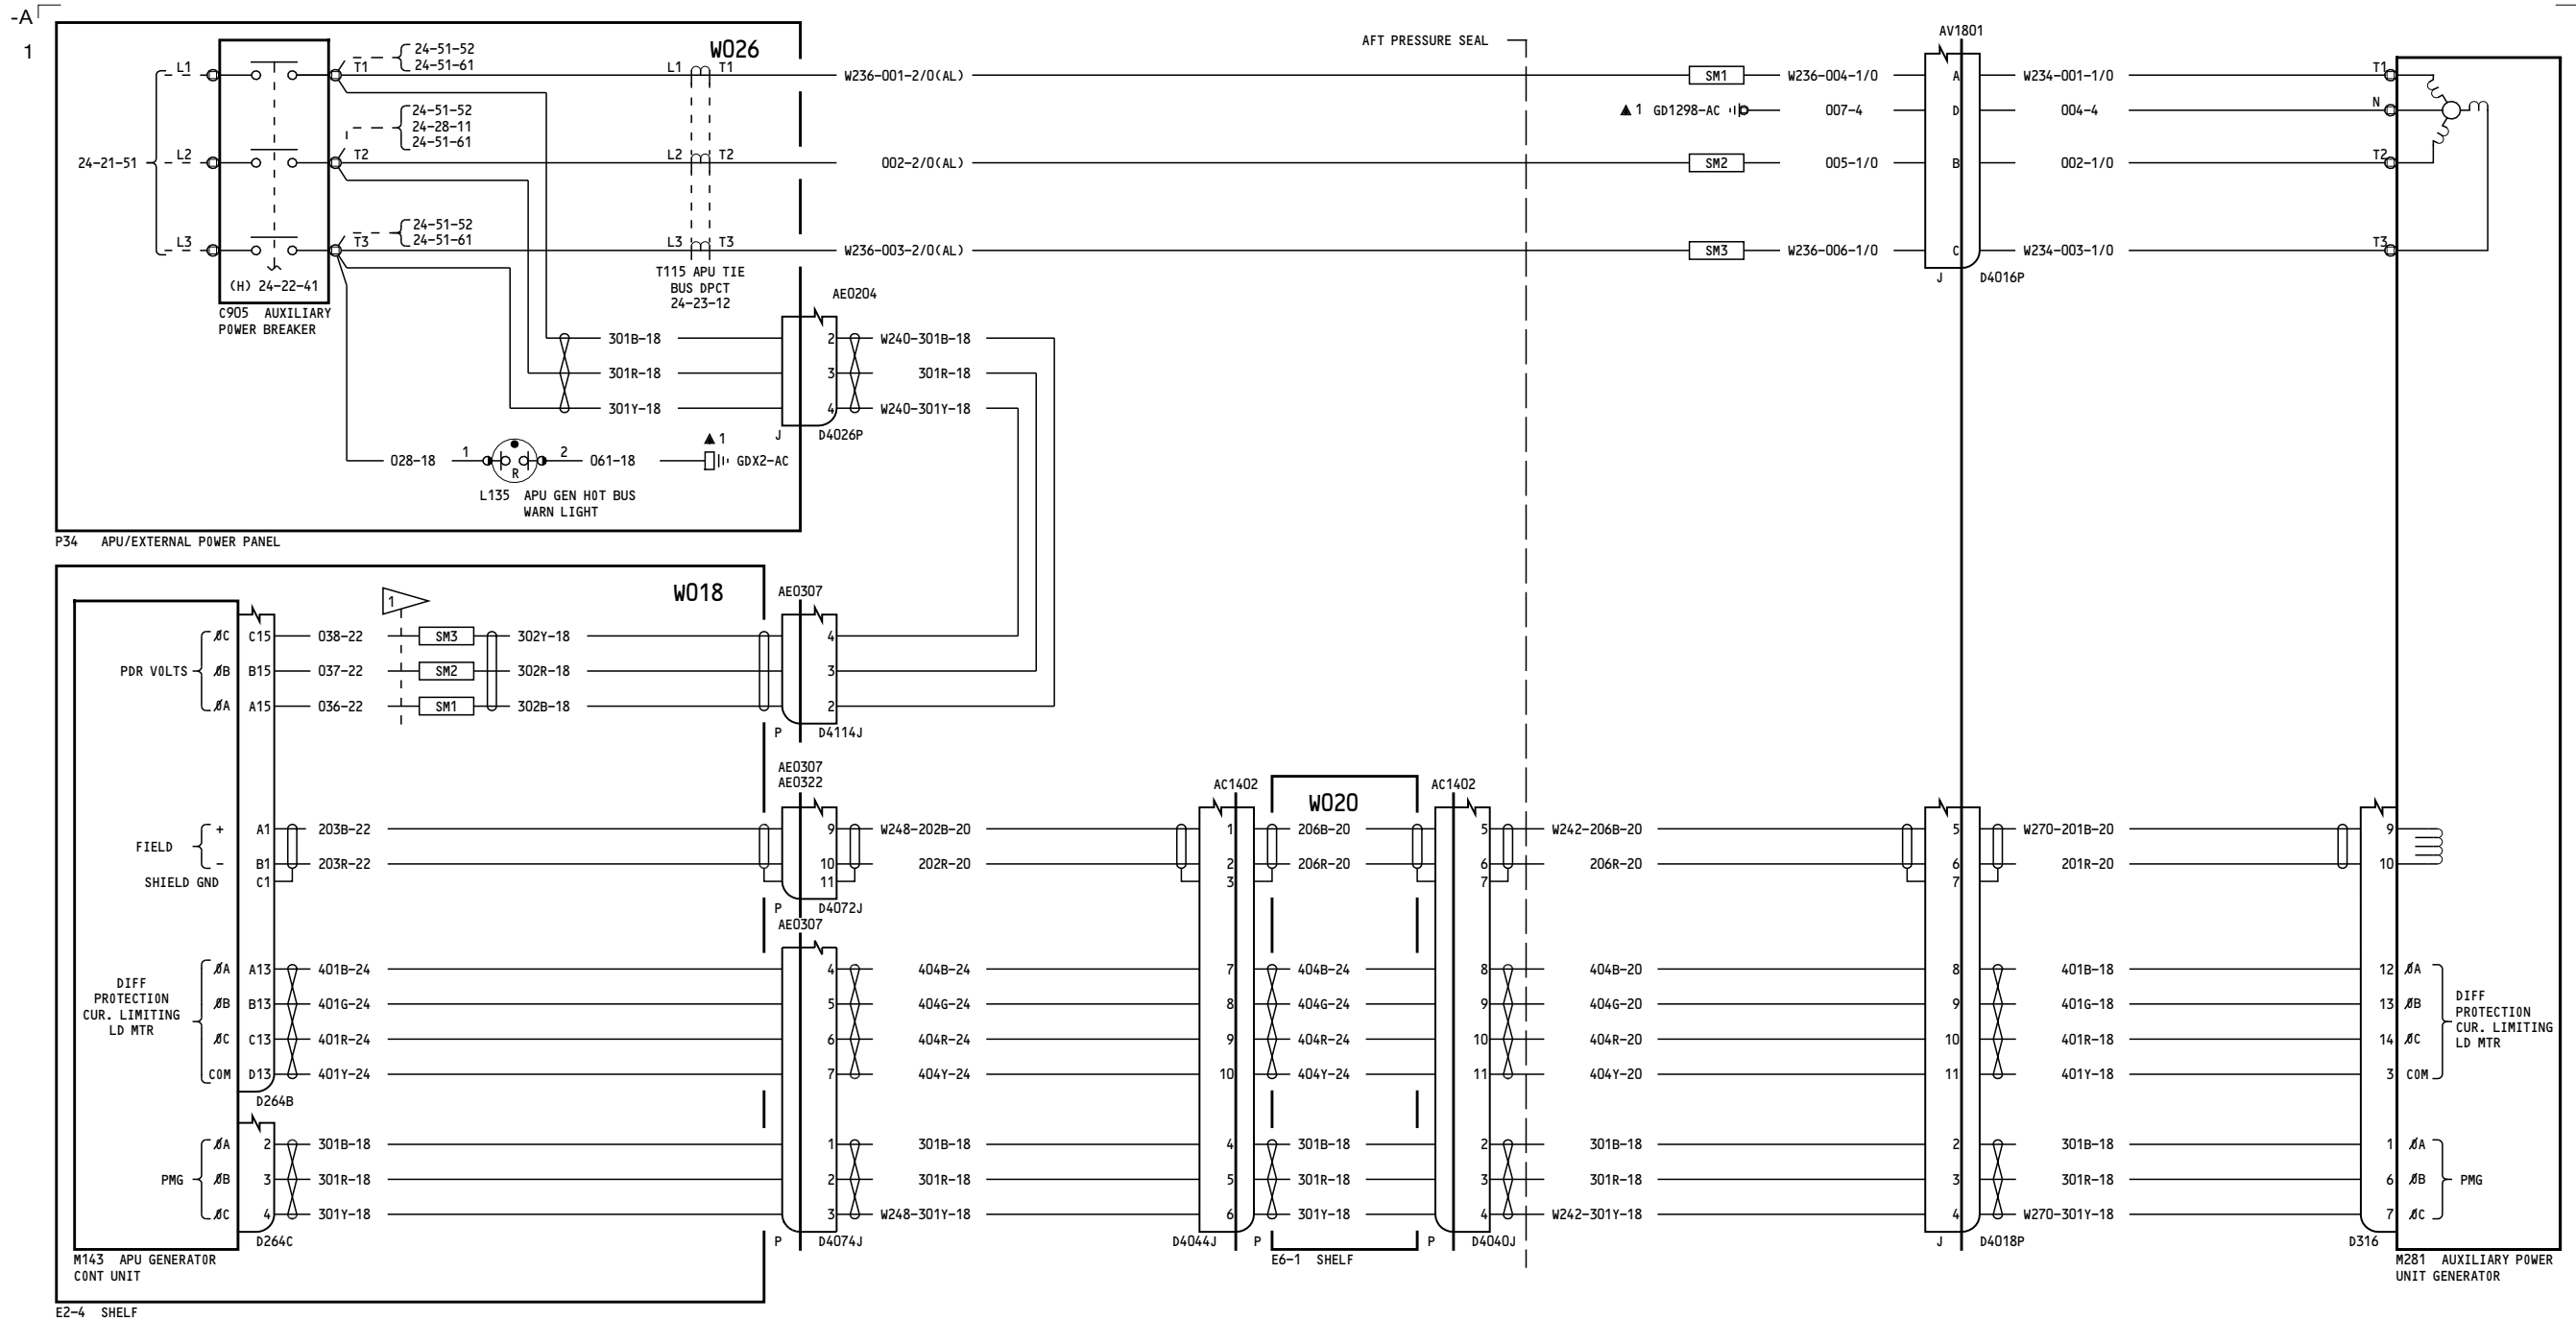 -A
1
W026
24-51-52
24-51-61
24-51-52
24-28-11
24-51-61
24-51-52
24-51-61
24-21-51
L1
L2
L3
T1
T2
T3
(H) 24-22-41
C905 AUXILIARY
POWER BREAKER
L1 T1
L2 T2
L3 T3
T115 APU TIE
BUS DPCT
24-23-12
W236-001-2/0(AL)
002-2/0(AL)
W236-003-2/0(AL)
AFT PRESSURE SEAL
SM1
W236-004-1/0
▲ 1 GD1298-AC
007-4
SM2
005-1/0
SM3
W236-006-1/0
AV1801
A
D
B
C
J
D4016P
W234-001-1/0
004-4
002-1/0
W234-003-1/0
T1
N
T2
T3
AE0204
301B-18
301R-18
301Y-18
2
3
4
J
D4026P
W240-301B-18
301R-18
W240-301Y-18
028-18
1
R
2
061-18
▲ 1
GDX2-AC
L135 APU GEN HOT BUS
WARN LIGHT
P34 APU/EXTERNAL POWER PANEL
W018
1
PDR VOLTS
ØC C15 038-22 SM3 302Y-18
ØB B15 037-22 SM2 302R-18
ØA A15 036-22 SM1 302B-18
AE0307
4
3
2
P
D4114J
AE0307
AE0322
FIELD
+ A1 203B-22
- B1 203R-22
SHIELD GND C1
9
10
11
P
D4072J
W248-202B-20
202R-20
AC1402
1
2
3
W020
206B-20
206R-20
AC1402
5
6
7
W242-206B-20
206R-20
5
6
7
W270-201B-20
201R-20
9
10
AE0307
DIFF
PROTECTION
CUR. LIMITING
LD MTR
ØA A13 401B-24 4 404B-24 7 404B-24 8 404B-20 8 401B-18 12 ØA
ØB B13 401G-24 5 404G-24 8 404G-24 9 404G-20 9 401G-18 13 ØB
ØC C13 401R-24 6 404R-24 9 404R-24 10 404R-20 10 401R-18 14 ØC
COM D13 401Y-24 7 404Y-24 10 404Y-24 11 404Y-20 11 401Y-18 3 COM
DIFF
PROTECTION
CUR. LIMITING
LD MTR
D264B
PMG
ØA 2 301B-18 1 301B-18 4 301B-18 2 301B-18 2 301B-18 1 ØA
ØB 3 301R-18 2 301R-18 5 301R-18 3 301R-18 3 301R-18 6 ØB
ØC 4 301Y-18 3 W248-301Y-18 6 301Y-18 4 W242-301Y-18 4 W270-301Y-18 7 ØC
PMG
D264C
P
D4074J
D4044J
P
P
D4040J
J
D4018P
D316
M143 APU GENERATOR
CONT UNIT
E6-1 SHELF
M281 AUXILIARY POWER
UNIT GENERATOR
E2-4 SHELF